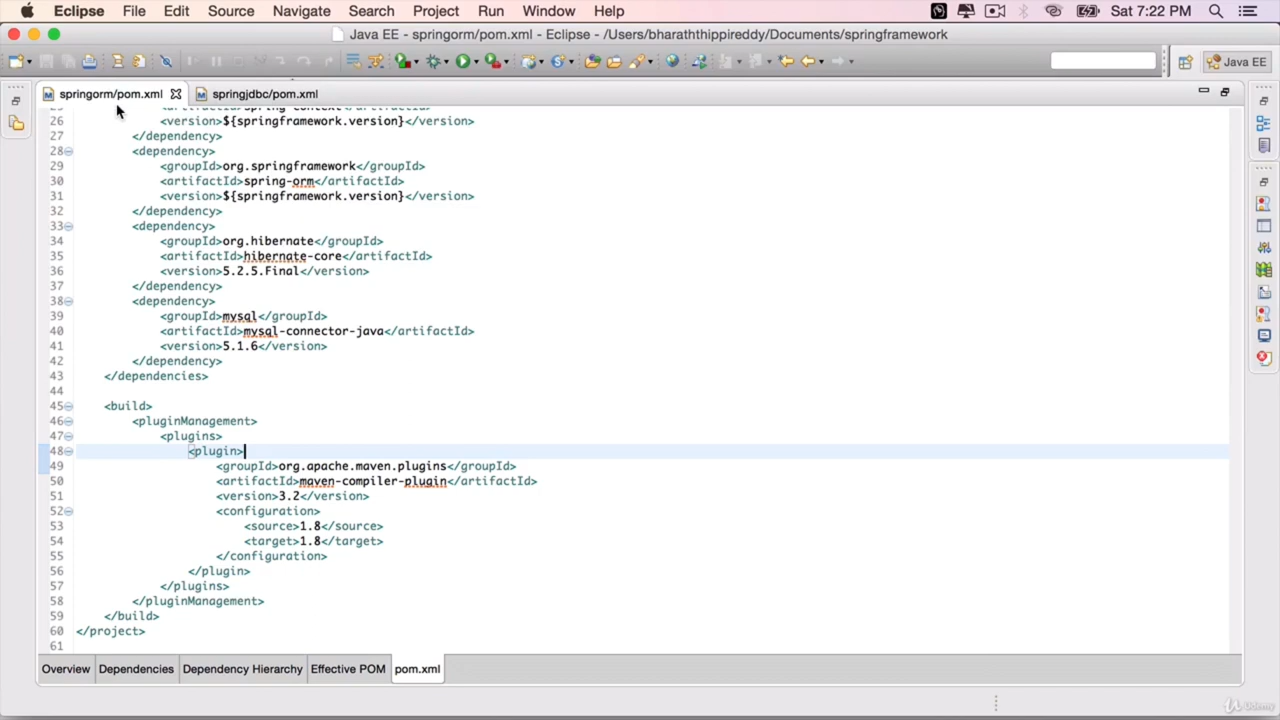 Eclipse File Edit Source Navigate Search Project Run Window Help Sat 7:22 PM
Java EE - springorm/pom.xml - Eclipse - /Users/bharaththippireddy/Documents/springframework
Java EE
springorm/pom.xml springjdbc/pom.xml
25 <artifactId>spring-context</artifactId>
26 <version>${springframework.version}</version>
27 </dependency>
28 <dependency>
29 <groupId>org.springframework</groupId>
30 <artifactId>spring-orm</artifactId>
31 <version>${springframework.version}</version>
32 </dependency>
33 <dependency>
34 <groupId>org.hibernate</groupId>
35 <artifactId>hibernate-core</artifactId>
36 <version>5.2.5.Final</version>
37 </dependency>
38 <dependency>
39 <groupId>mysql</groupId>
40 <artifactId>mysql-connector-java</artifactId>
41 <version>5.1.6</version>
42 </dependency>
43 </dependencies>
44
45 <build>
46 <pluginManagement>
47 <plugins>
48 <plugin>
49 <groupId>org.apache.maven.plugins</groupId>
50 <artifactId>maven-compiler-plugin</artifactId>
51 <version>3.2</version>
52 <configuration>
53 <source>1.8</source>
54 <target>1.8</target>
55 </configuration>
56 </plugin>
57 </plugins>
58 </pluginManagement>
59 </build>
60 </project>
61
Overview Dependencies Dependency Hierarchy Effective POM pom.xml
Udemy